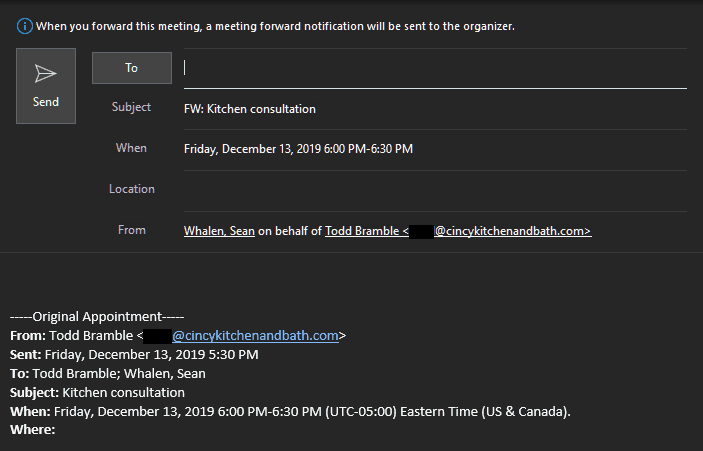 When you forward this meeting, a meeting forward notification will be sent to the organizer.
Send
To
Subject FW: Kitchen consultation
When Friday, December 13, 2019 6:00 PM-6:30 PM
Location
From Whalen, Sean on behalf of Todd Bramble < @cincykitchenandbath.com>
-----Original Appointment-----
From: Todd Bramble < @cincykitchenandbath.com>
Sent: Friday, December 13, 2019 5:30 PM
To: Todd Bramble; Whalen, Sean
Subject: Kitchen consultation
When: Friday, December 13, 2019 6:00 PM-6:30 PM (UTC-05:00) Eastern Time (US & Canada).
Where: